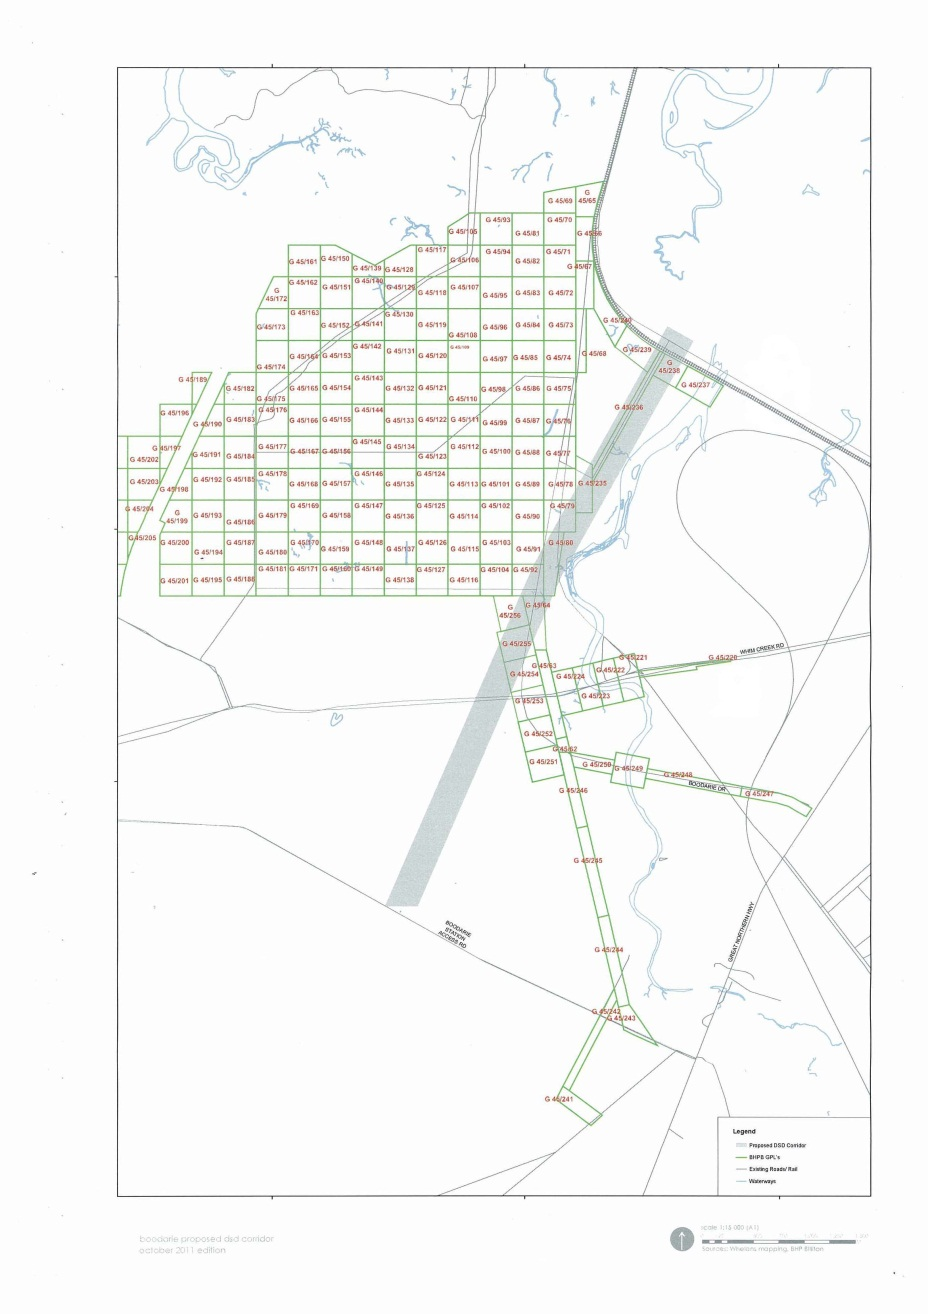 G
45/65
G 45/69
G 45/93
G 45/70
G 45/105
G 45/81
G 45/66
G 45/117
G 45/161
G 45/150
G 45/94
G 45/71
G 45/106
G 45/82
G 45/139
G 45/128
G 45/67
G 45/162
G 45/151
G 45/140
G 45/129
G 45/118
G 45/107
G 45/95
G 45/83
G 45/72
G
45/172
G 45/163
G 45/130
G 45/173
G 45/152
G 45/141
G 45/119
G 45/108
G 45/96
G 45/84
G 45/73
G 45/240
G 45/164
G 45/153
G 45/142
G 45/131
G 45/120
G 45/109
G 45/97
G 45/85
G 45/74
G 45/68
G 45/239
G
45/238
G 45/174
G 45/189
G 45/182
G 45/165
G 45/154
G 45/143
G 45/132
G 45/121
G 45/98
G 45/86
G 45/75
G 45/237
G 45/175
G 45/110
G 45/196
G 45/176
G 45/144
G 45/236
G 45/190
G 45/183
G 45/166
G 45/155
G 45/133
G 45/122
G 45/111
G 45/99
G 45/87
G 45/76
G 45/197
G 45/202
G 45/191
G 45/184
G 45/177
G 45/167
G 45/156
G 45/145
G 45/134
G 45/123
G 45/112
G 45/100
G 45/88
G 45/77
G 45/203
G 45/198
G 45/192
G 45/185
G 45/178
G 45/168
G 45/157
G 45/146
G 45/135
G 45/124
G 45/113
G 45/101
G 45/89
G 45/78
G 45/235
G 45/204
G
45/199
G 45/193
G 45/186
G 45/179
G 45/169
G 45/158
G 45/147
G 45/136
G 45/125
G 45/114
G 45/102
G 45/90
G 45/79
G 45/205
G 45/200
G 45/194
G 45/187
G 45/180
G 45/170
G 45/159
G 45/148
G 45/137
G 45/126
G 45/115
G 45/103
G 45/91
G 45/80
G 45/201
G 45/195
G 45/188
G 45/181
G 45/171
G 45/160
G 45/149
G 45/138
G 45/127
G 45/116
G 45/104
G 45/92
G
45/256
G 45/64
G 45/255
G 45/63
G 45/254
G 45/224
G 45/222
G 45/221
G 45/220
WHIM CREEK RD
G 45/253
G 45/223
G 45/252
G 45/62
G 45/251
G 45/250
G 45/249
G 45/248
BOODARIE DR
G 45/247
G 45/246
G 45/245
BOODARIE
STATION
ACCESS RD
GREAT NORTHERN HWY
G 45/244
G 45/242
G 45/243
G 45/241
Legend
Proposed DSD Corridor
BHPB GPL's
Existing Roads/ Rail
Waterways
boodarie proposed dsd corridor
october 2011 edition
scale 1:15 000 (A1)
Sources: Whelans, mapping, BHP Billiton